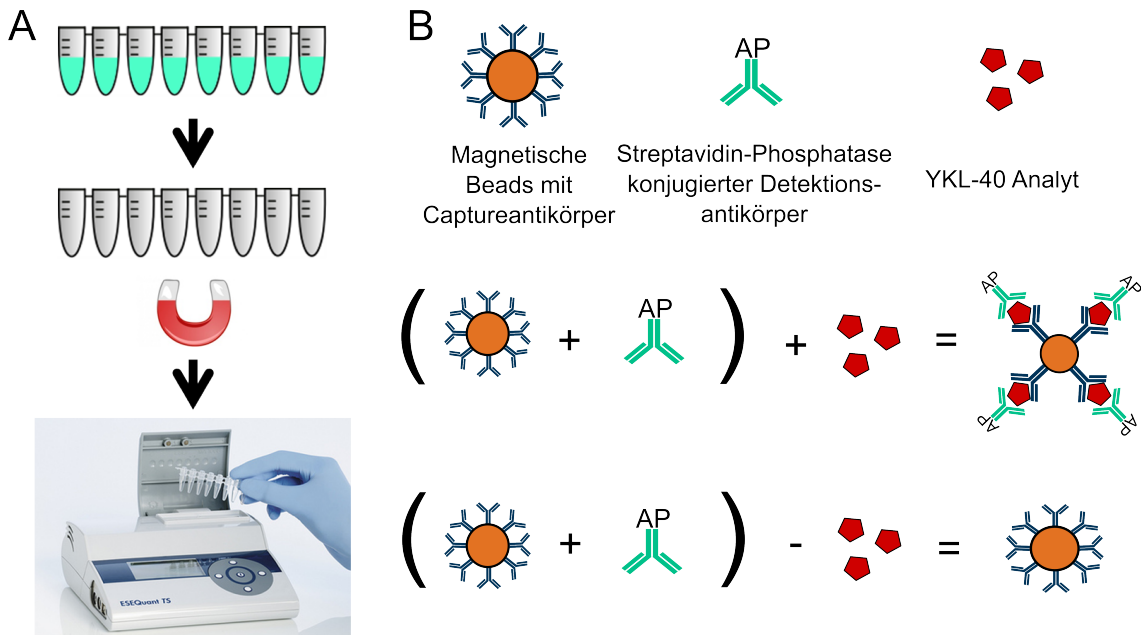 A
B
AP
Magnetische
Beads mit
Captureantikörper
Streptavidin-Phosphatase
konjugierter Detektions-
antikörper
YKL-40 Analyt
( + AP ) + =
AP
AP
AP
AP
( + AP ) - =
ESEQuant TS